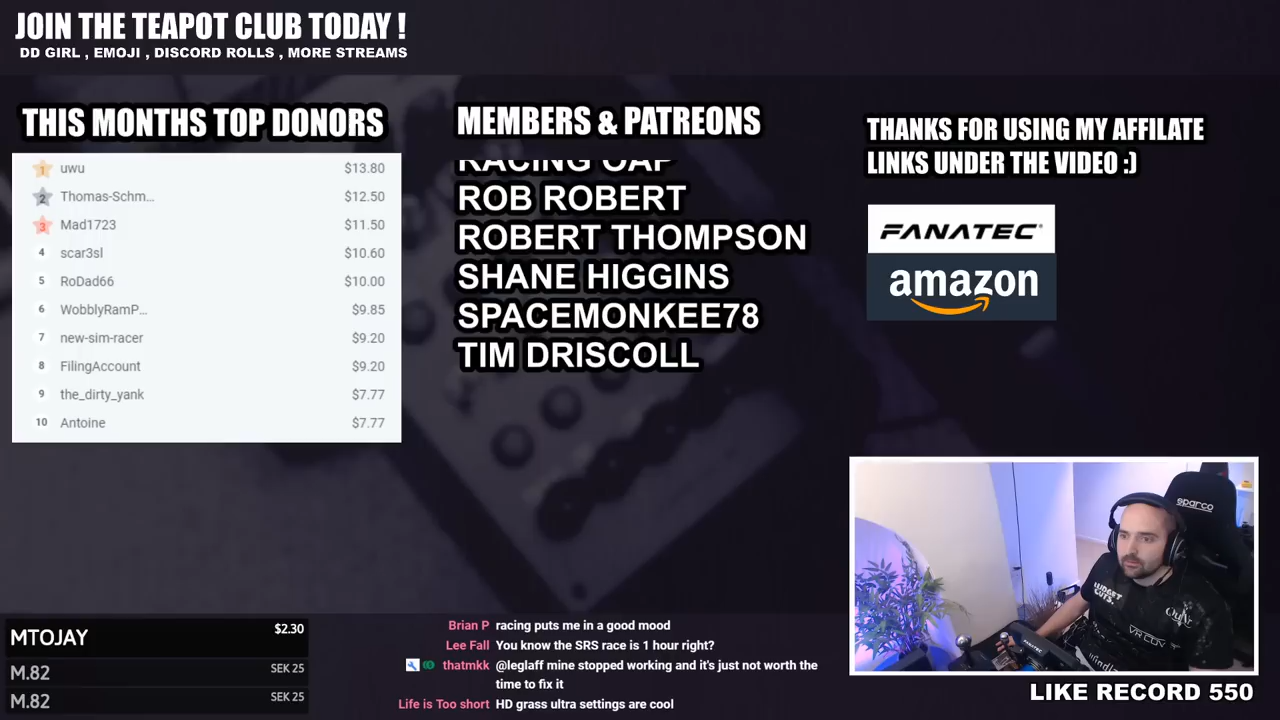 JOIN THE TEAPOT CLUB TODAY !
DD GIRL , EMOJI , DISCORD ROLLS , MORE STREAMS
THIS MONTHS TOP DONORS
1 uwu $13.80
2 Thomas-Schm... $12.50
3 Mad1723 $11.50
4 scar3sl $10.60
5 RoDad66 $10.00
6 WobblyRamP... $9.85
7 new-sim-racer $9.20
8 FilingAccount $9.20
9 the_dirty_yank $7.77
10 Antoine $7.77
MEMBERS & PATREONS
RACING OAP
ROB ROBERT
ROBERT THOMPSON
SHANE HIGGINS
SPACEMONKEE78
TIM DRISCOLL
THANKS FOR USING MY AFFILATE
LINKS UNDER THE VIDEO :)
FANATEC
amazon
sparco
FANATEC
MTOJAY $2.30
M.82 SEK 25
M.82 SEK 25
Brian P racing puts me in a good mood
Lee Fall You know the SRS race is 1 hour right?
thatmkk @leglaff mine stopped working and it's just not worth the
time to fix it
Life is Too short HD grass ultra settings are cool
LIKE RECORD 550